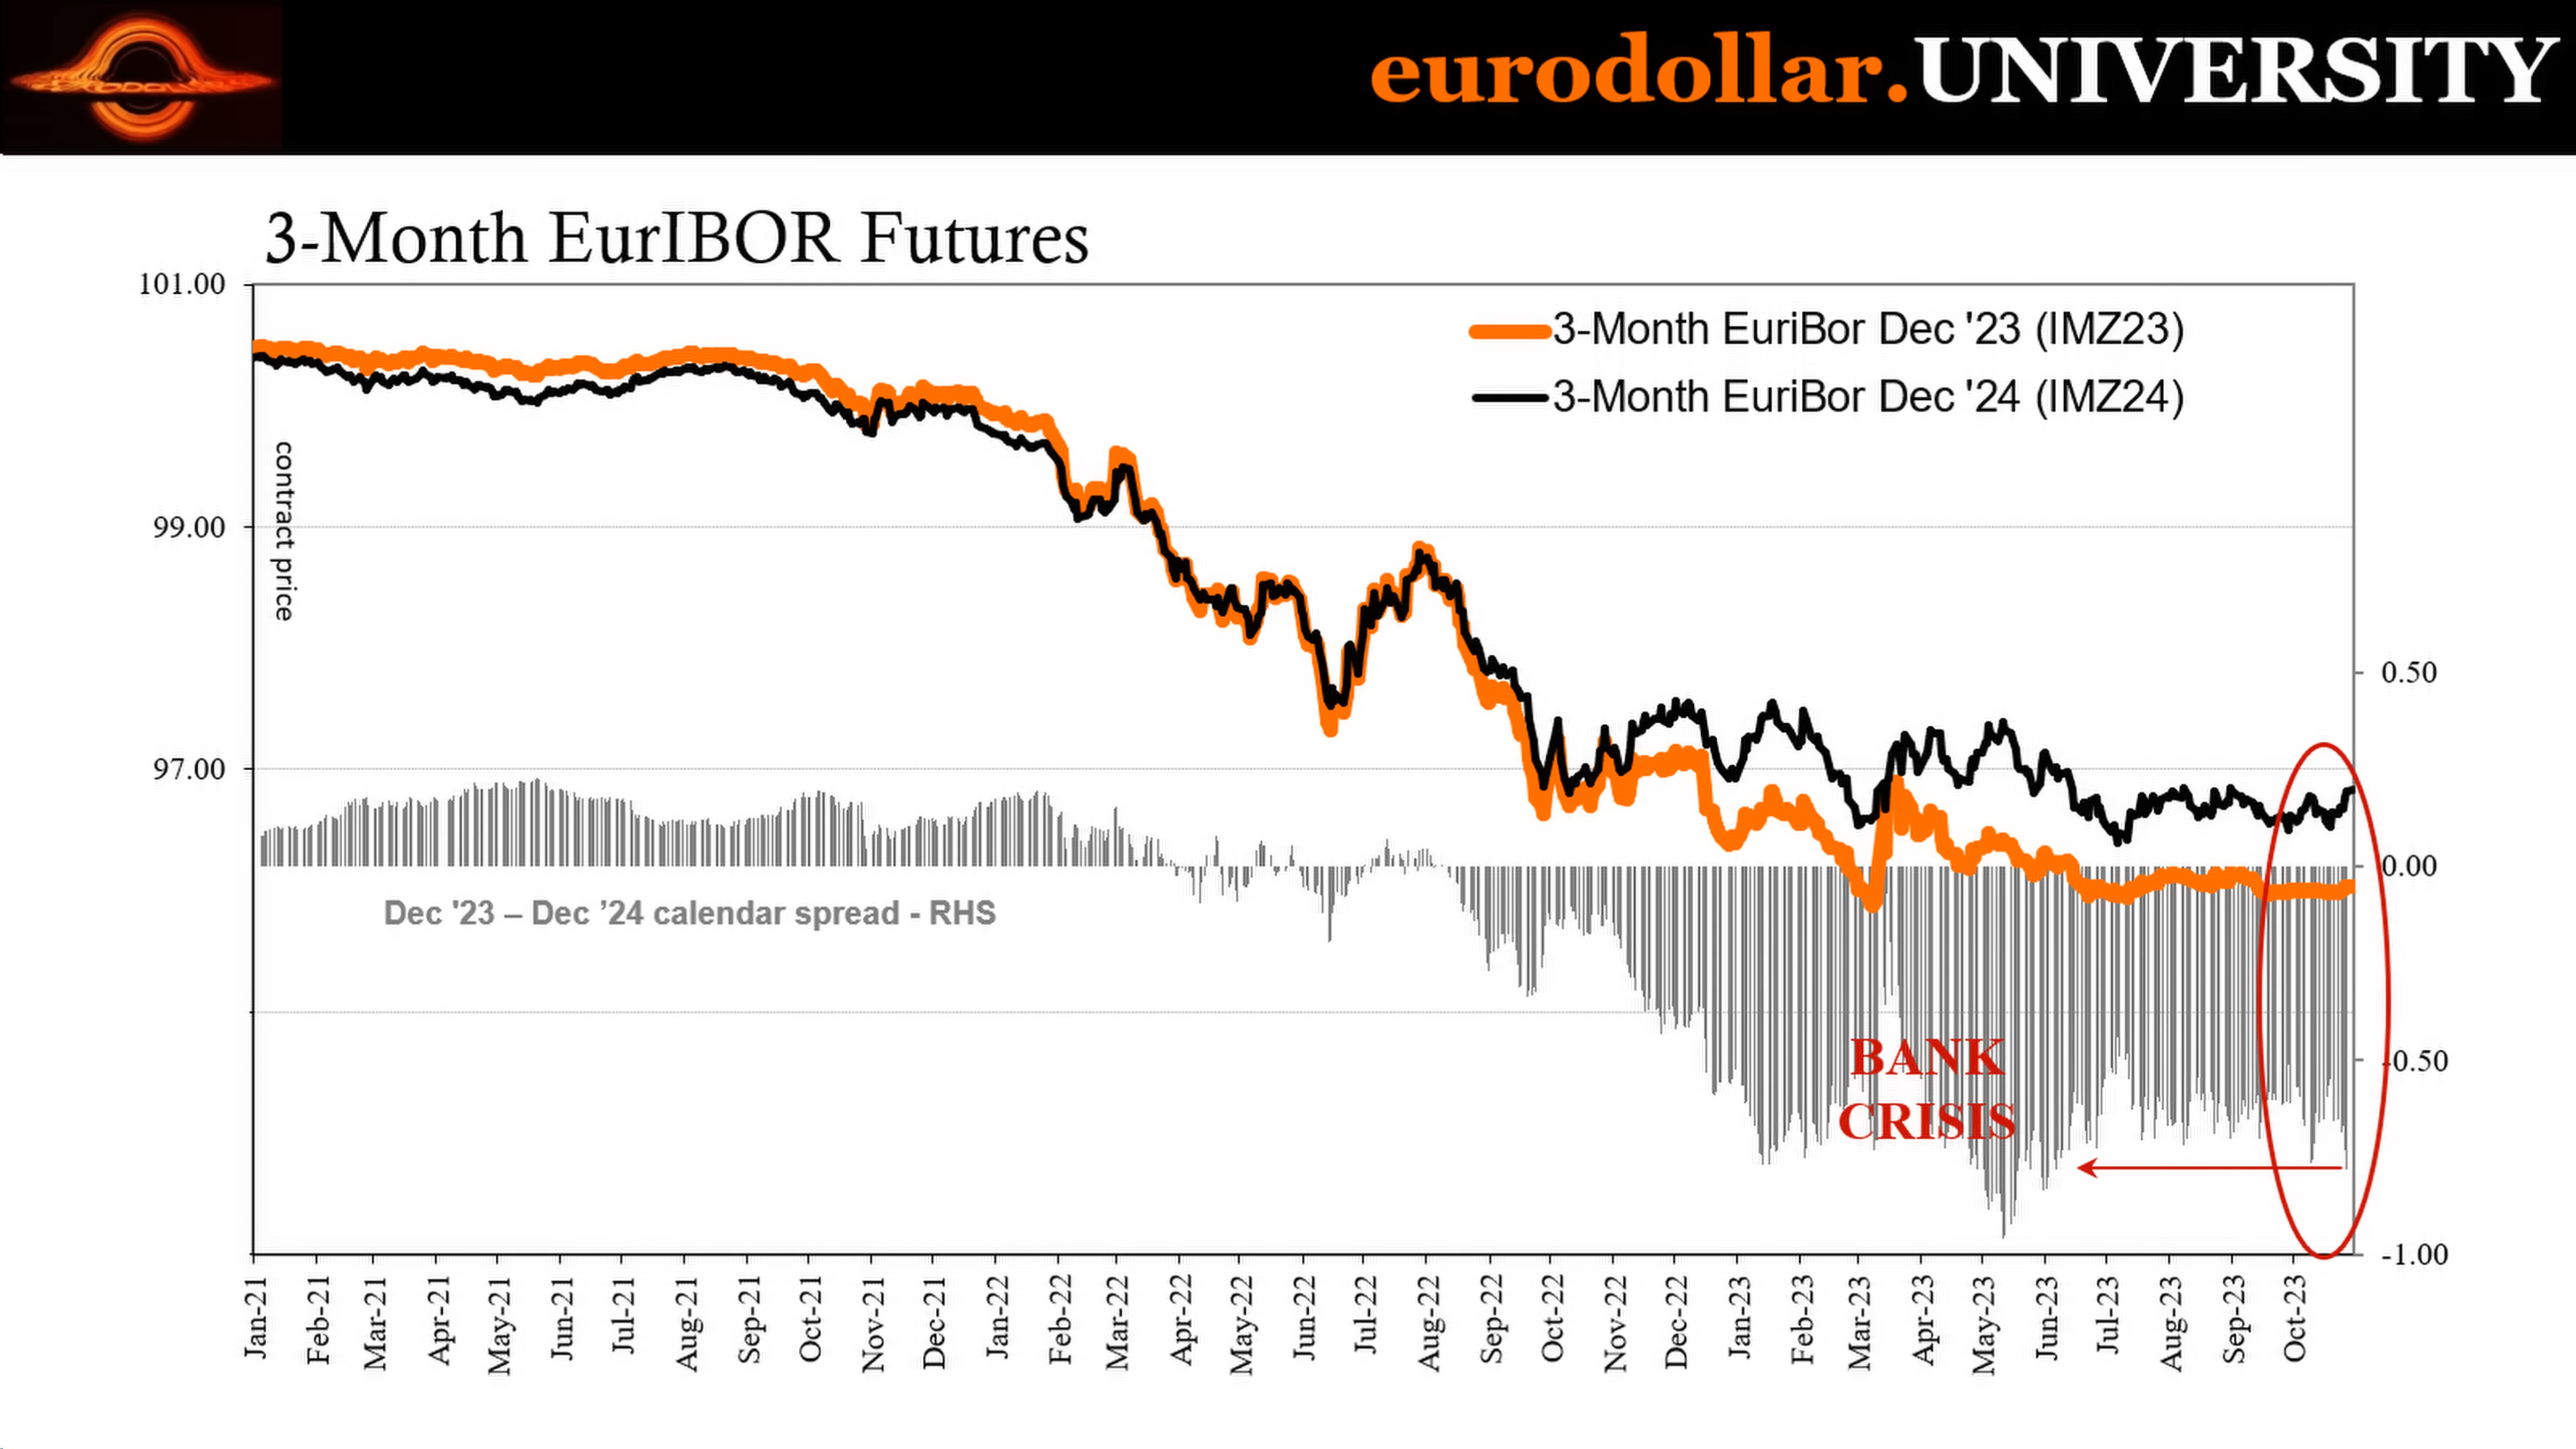 eurodollar.UNIVERSITY
3-Month EurIBOR Futures
101.00
99.00
97.00
contract price
3-Month EuriBor Dec '23 (IMZ23)
3-Month EuriBor Dec '24 (IMZ24)
0.50
0.00
-0.50
-1.00
Dec '23 – Dec ’24 calendar spread - RHS
BANK
CRISIS
Jan-21
Feb-21
Mar-21
Apr-21
May-21
Jun-21
Jul-21
Aug-21
Sep-21
Oct-21
Nov-21
Dec-21
Jan-22
Feb-22
Mar-22
Apr-22
May-22
Jun-22
Jul-22
Aug-22
Sep-22
Oct-22
Nov-22
Dec-22
Jan-23
Feb-23
Mar-23
Apr-23
May-23
Jun-23
Jul-23
Aug-23
Sep-23
Oct-23